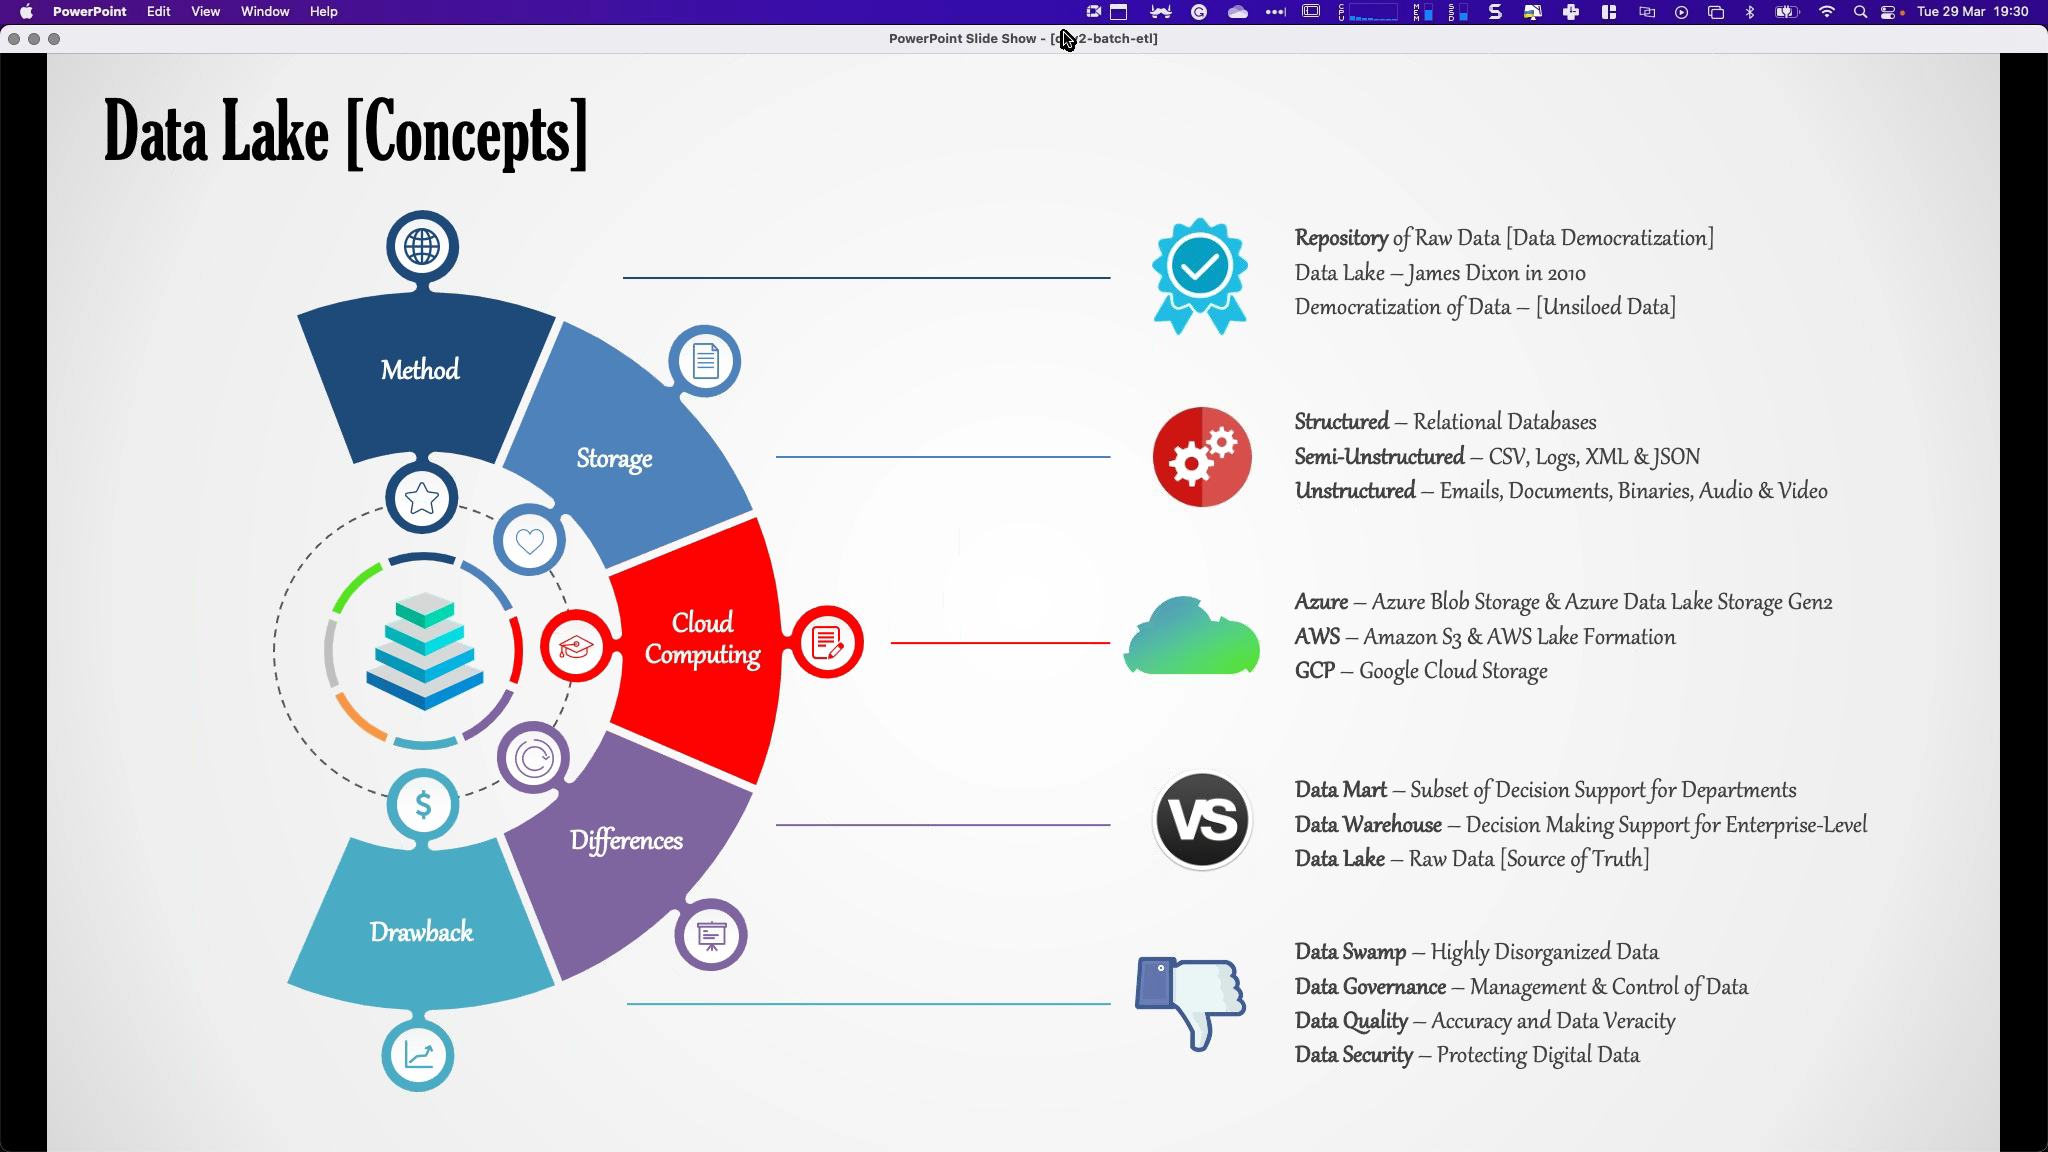 PowerPoint Edit View Window Help
Tue 29 Mar 19:30
PowerPoint Slide Show - [ 2-batch-etl]
Data Lake [Concepts]
Method
Storage
Cloud
Computing
Differences
Drawback
$
Repository of Raw Data [Data Democratization]
Data Lake – James Dixon in 2010
Democratization of Data – [Unsiloed Data]
Structured – Relational Databases
Semi-Unstructured – CSV, Logs, XML & JSON
Unstructured – Emails, Documents, Binaries, Audio & Video
Azure – Azure Blob Storage & Azure Data Lake Storage Gen2
AWS – Amazon S3 & AWS Lake Formation
GCP – Google Cloud Storage
VS
Data Mart – Subset of Decision Support for Departments
Data Warehouse – Decision Making Support for Enterprise-Level
Data Lake – Raw Data [Source of Truth]
Data Swamp – Highly Disorganized Data
Data Governance – Management & Control of Data
Data Quality – Accuracy and Data Veracity
Data Security – Protecting Digital Data